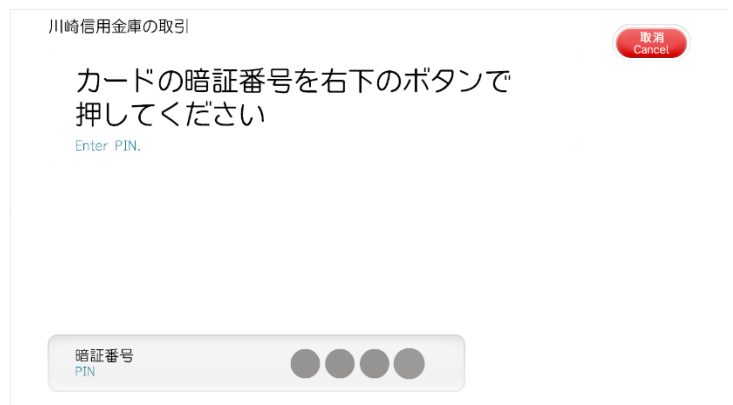 川崎信用金庫の取引
取消
Cancel
カードの暗証番号を右下のボタンで
押してください
Enter PIN.
暗証番号
PIN